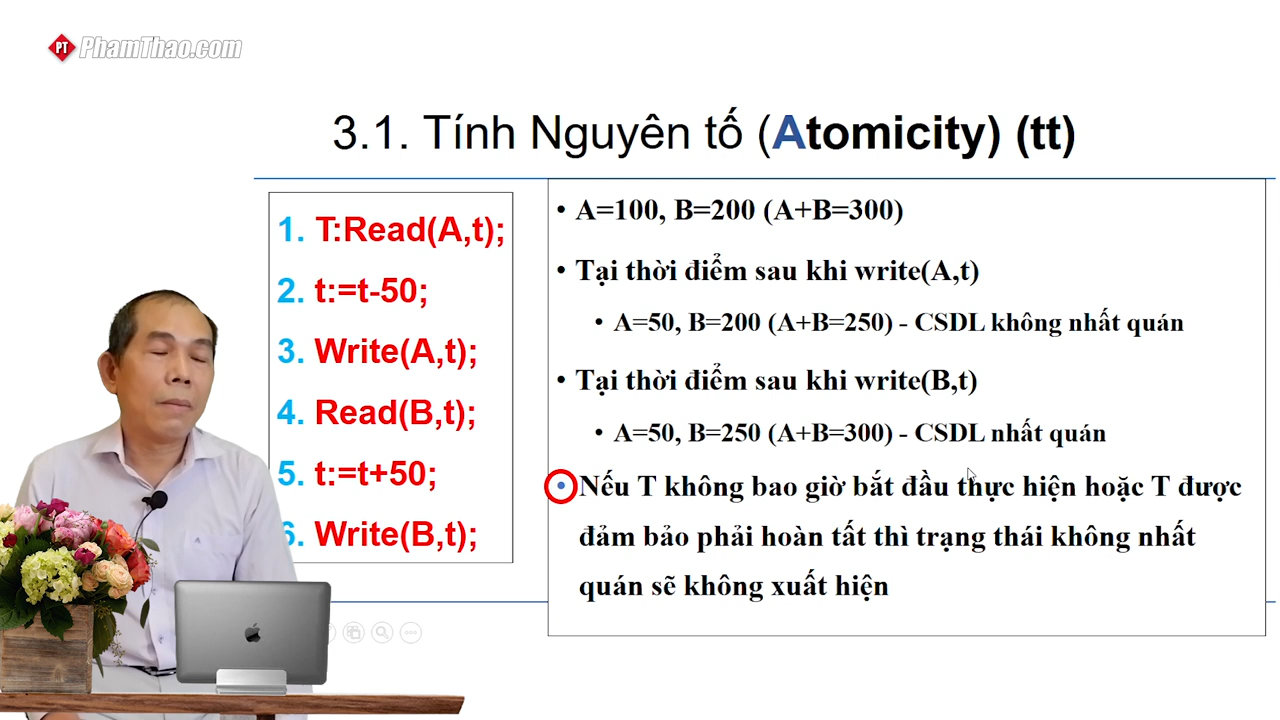 PT PhamThao.com
3.1. Tính Nguyên tố (Atomicity) (tt)
1. T:Read(A,t);
2. t:=t-50;
3. Write(A,t);
4. Read(B,t);
5. t:=t+50;
6. Write(B,t);
• A=100, B=200 (A+B=300)
• Tại thời điểm sau khi write(A,t)
• A=50, B=200 (A+B=250) - CSDL không nhất quán
• Tại thời điểm sau khi write(B,t)
• A=50, B=250 (A+B=300) - CSDL nhất quán
• Nếu T không bao giờ bắt đầu thực hiện hoặc T được
đảm bảo phải hoàn tất thì trạng thái không nhất
quán sẽ không xuất hiện